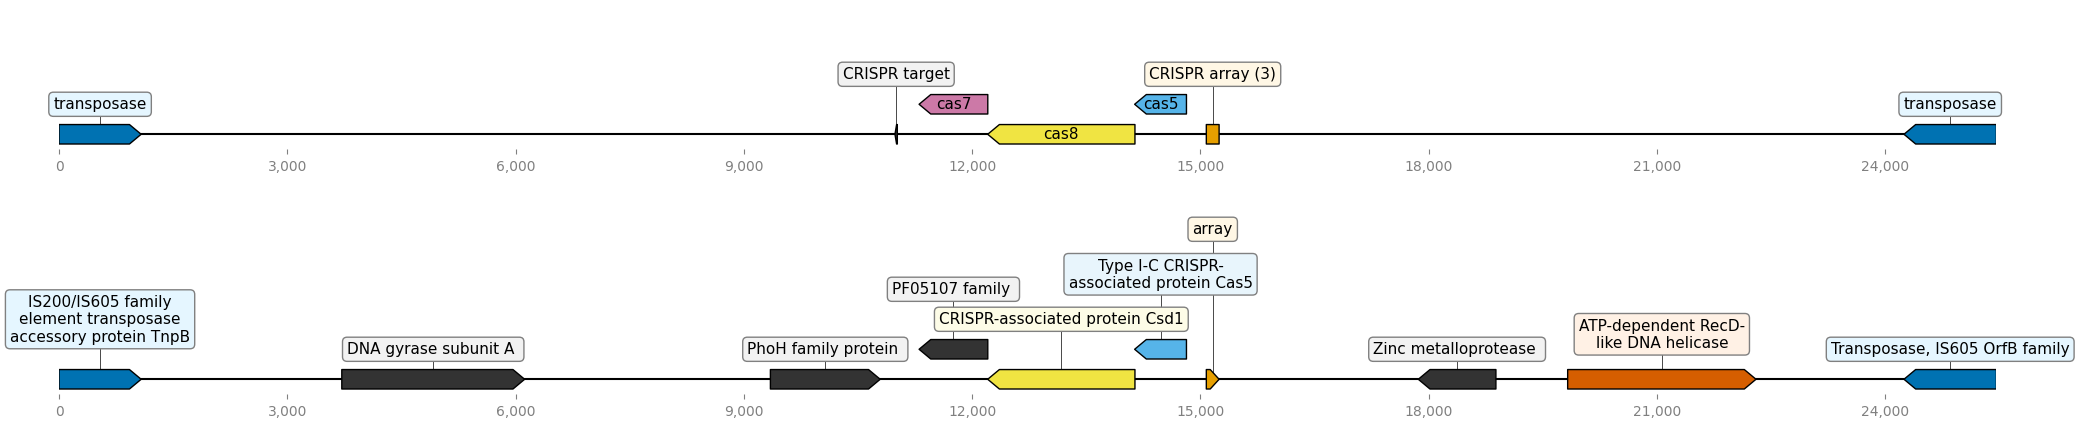 CRISPR target
CRISPR array (3)
transposase
cas7
cas5
transposase
cas8
0
3,000
6,000
9,000
12,000
15,000
18,000
21,000
24,000
array
Type I-C CRISPR-
associated protein Cas5
PF05107 family
IS200/IS605 family
element transposase
accessory protein TnpB
CRISPR-associated protein Csd1
ATP-dependent RecD-
like DNA helicase
DNA gyrase subunit A
PhoH family protein
Zinc metalloprotease
Transposase, IS605 OrfB family
0
3,000
6,000
9,000
12,000
15,000
18,000
21,000
24,000